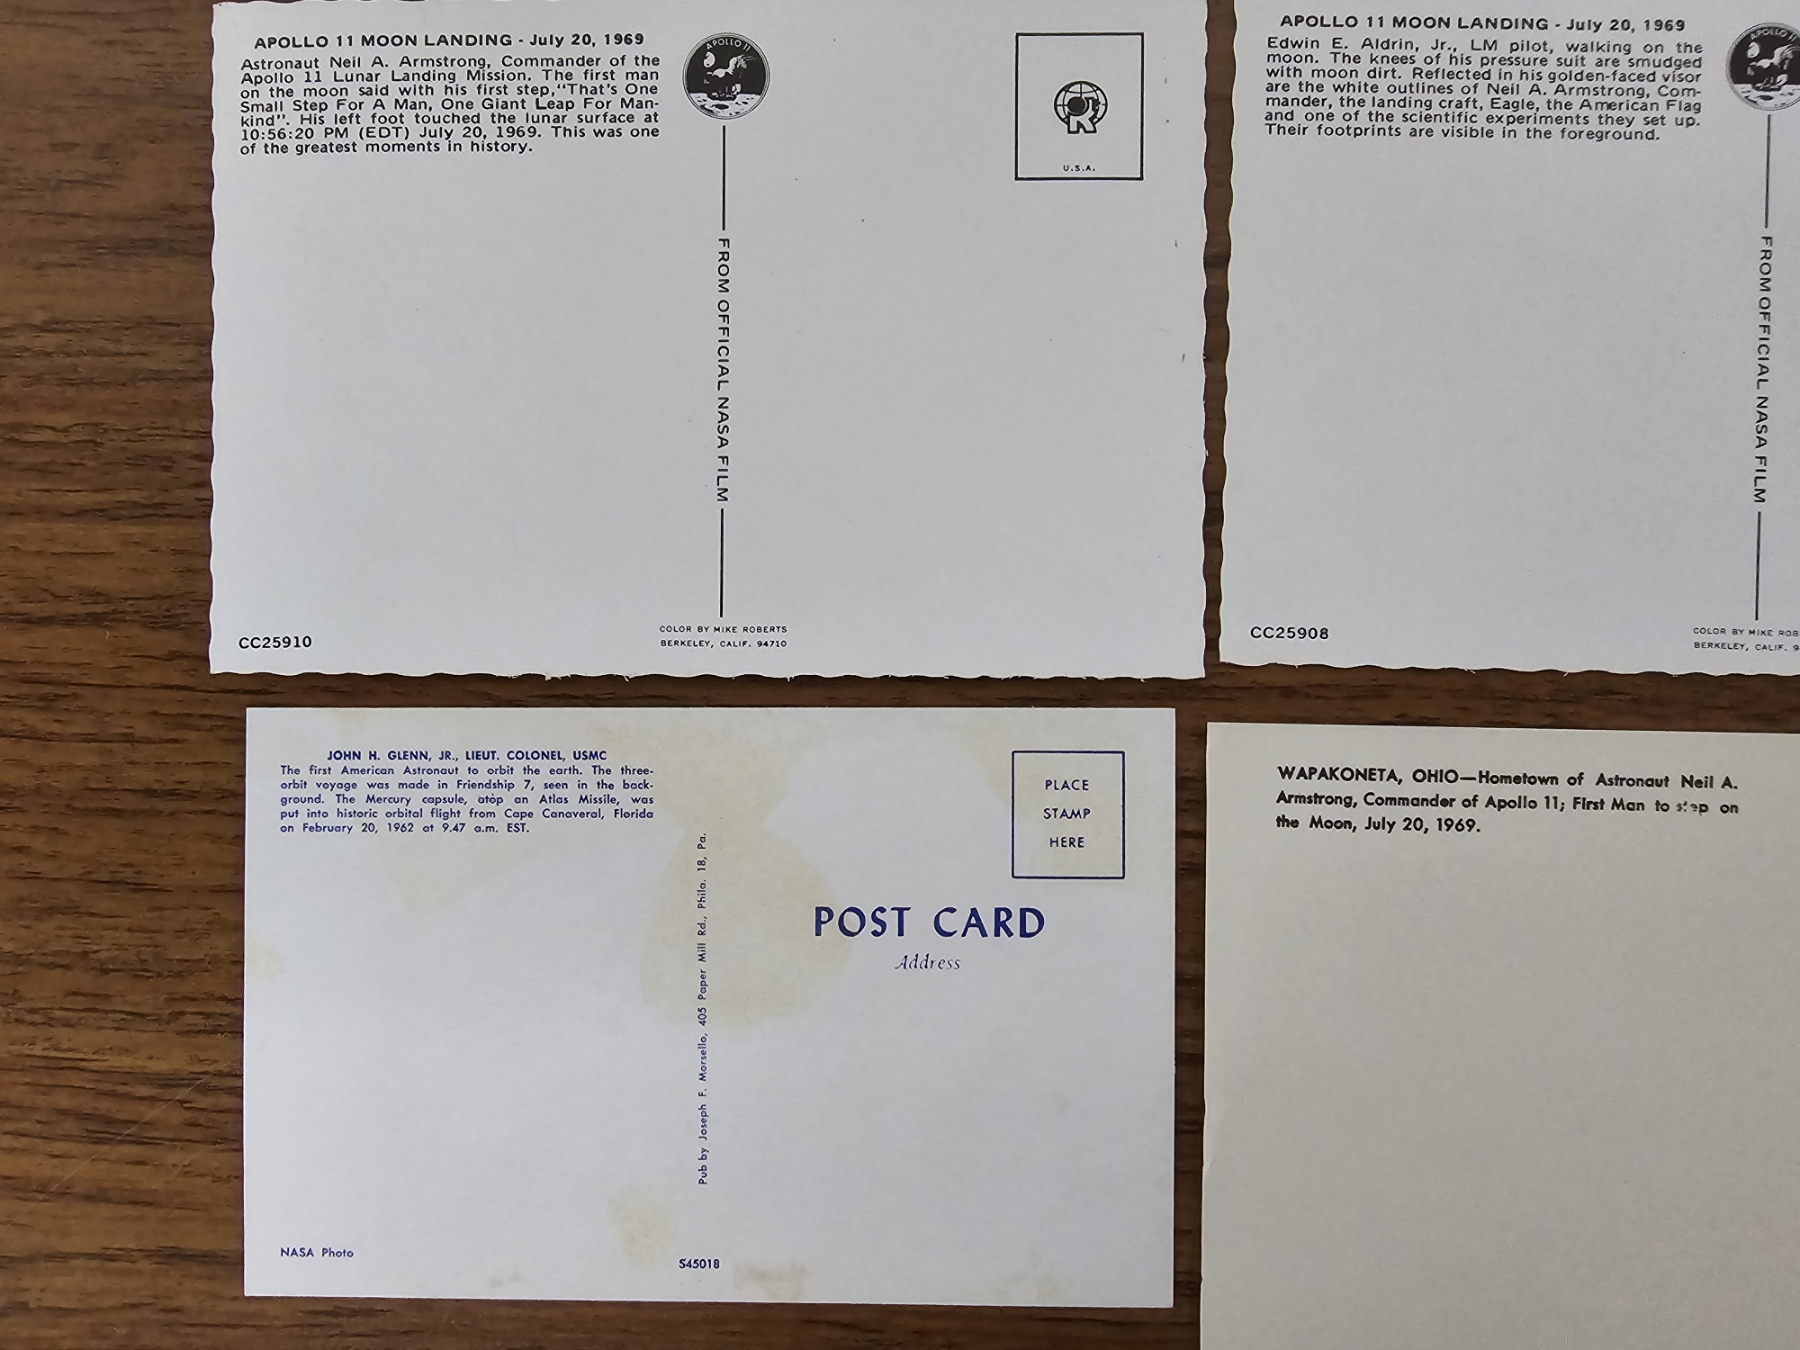 APOLLO 11 MOON LANDING - July 20, 1969
Astronaut Neil A. Armstrong, Commander of the
Apollo 11 Lunar Landing Mission. The first man
on the moon said with his first step,"That's One
Small Step For A Man, One Giant Leap For Man-
kind". His left foot touched the lunar surface at
10:56:20 PM (EDT) July 20, 1969. This was one
of the greatest moments in history.
APOLLO 11
FROM OFFICIAL NASA FILM
U.S.A.
CC25910
COLOR BY MIKE ROBERTS
BERKELEY, CALIF. 94710
APOLLO 11 MOON LANDING - July 20, 1969
Edwin E. Aldrin, Jr., LM pilot, walking on the
moon. The knees of his pressure suit are smudged
with moon dirt. Reflected in his golden-faced visor
are the white outlines of Neil A. Armstrong, Com-
mander, the landing craft, Eagle, the American Flag
and one of the scientific experiments they set up.
Their footprints are visible in the foreground.
APOLLO
FROM OFFICIAL NASA FILM
CC25908
COLOR BY MIKE ROB
BERKELEY, CALIF. 9
JOHN H. GLENN, JR., LIEUT. COLONEL, USMC
The first American Astronaut to orbit the earth. The three-
orbit voyage was made in Friendship 7, seen in the back-
ground. The Mercury capsule, atop an Atlas Missile, was
put into historic orbital flight from Cape Canaveral, Florida
on February 20, 1962 at 9.47 a.m. EST.
Pub by Joseph F. Morsello, 405 Paper Mill Rd., Phila. 18, Pa.
PLACE
STAMP
HERE
POST CARD
Address
NASA Photo
S45018
WAPAKONETA, OHIO—Hometown of Astronaut Neil A.
Armstrong, Commander of Apollo 11; First Man to step on
the Moon, July 20, 1969.